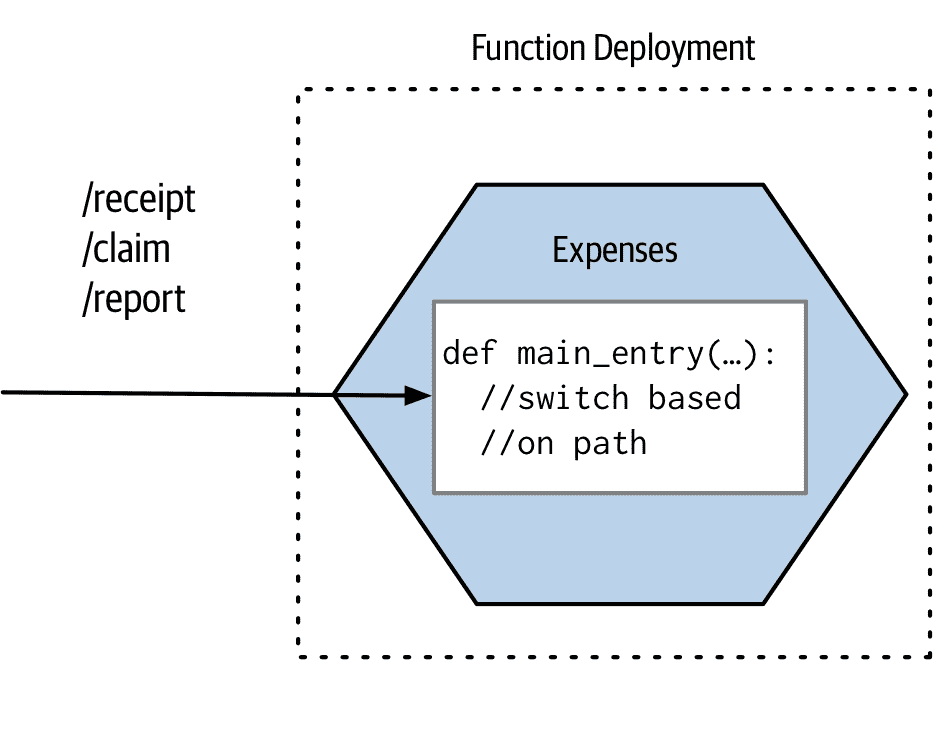 Function Deployment
/receipt
/claim
/report
Expenses
def main_entry(…):
//switch based
//on path